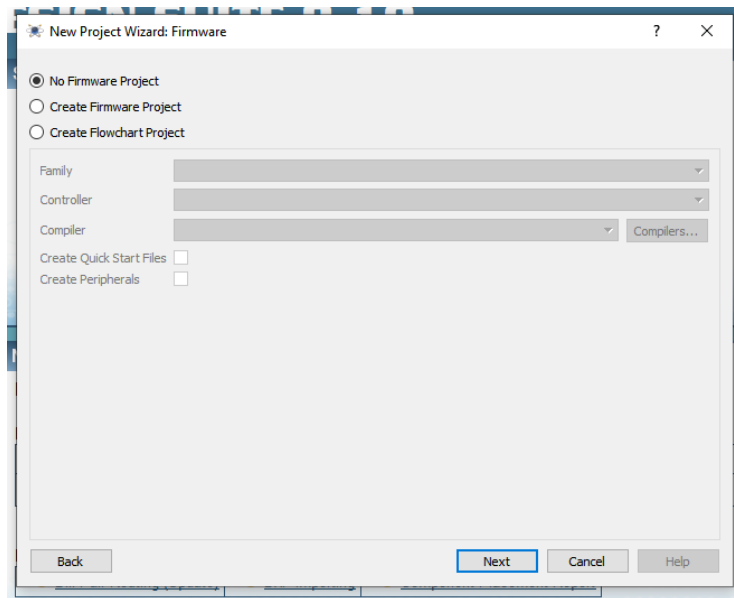 New Project Wizard: Firmware
?
No Firmware Project
Create Firmware Project
Create Flowchart Project
Family
Controller
Compiler
Compilers...
Create Quick Start Files
Create Peripherals
Back
Next
Cancel
Help